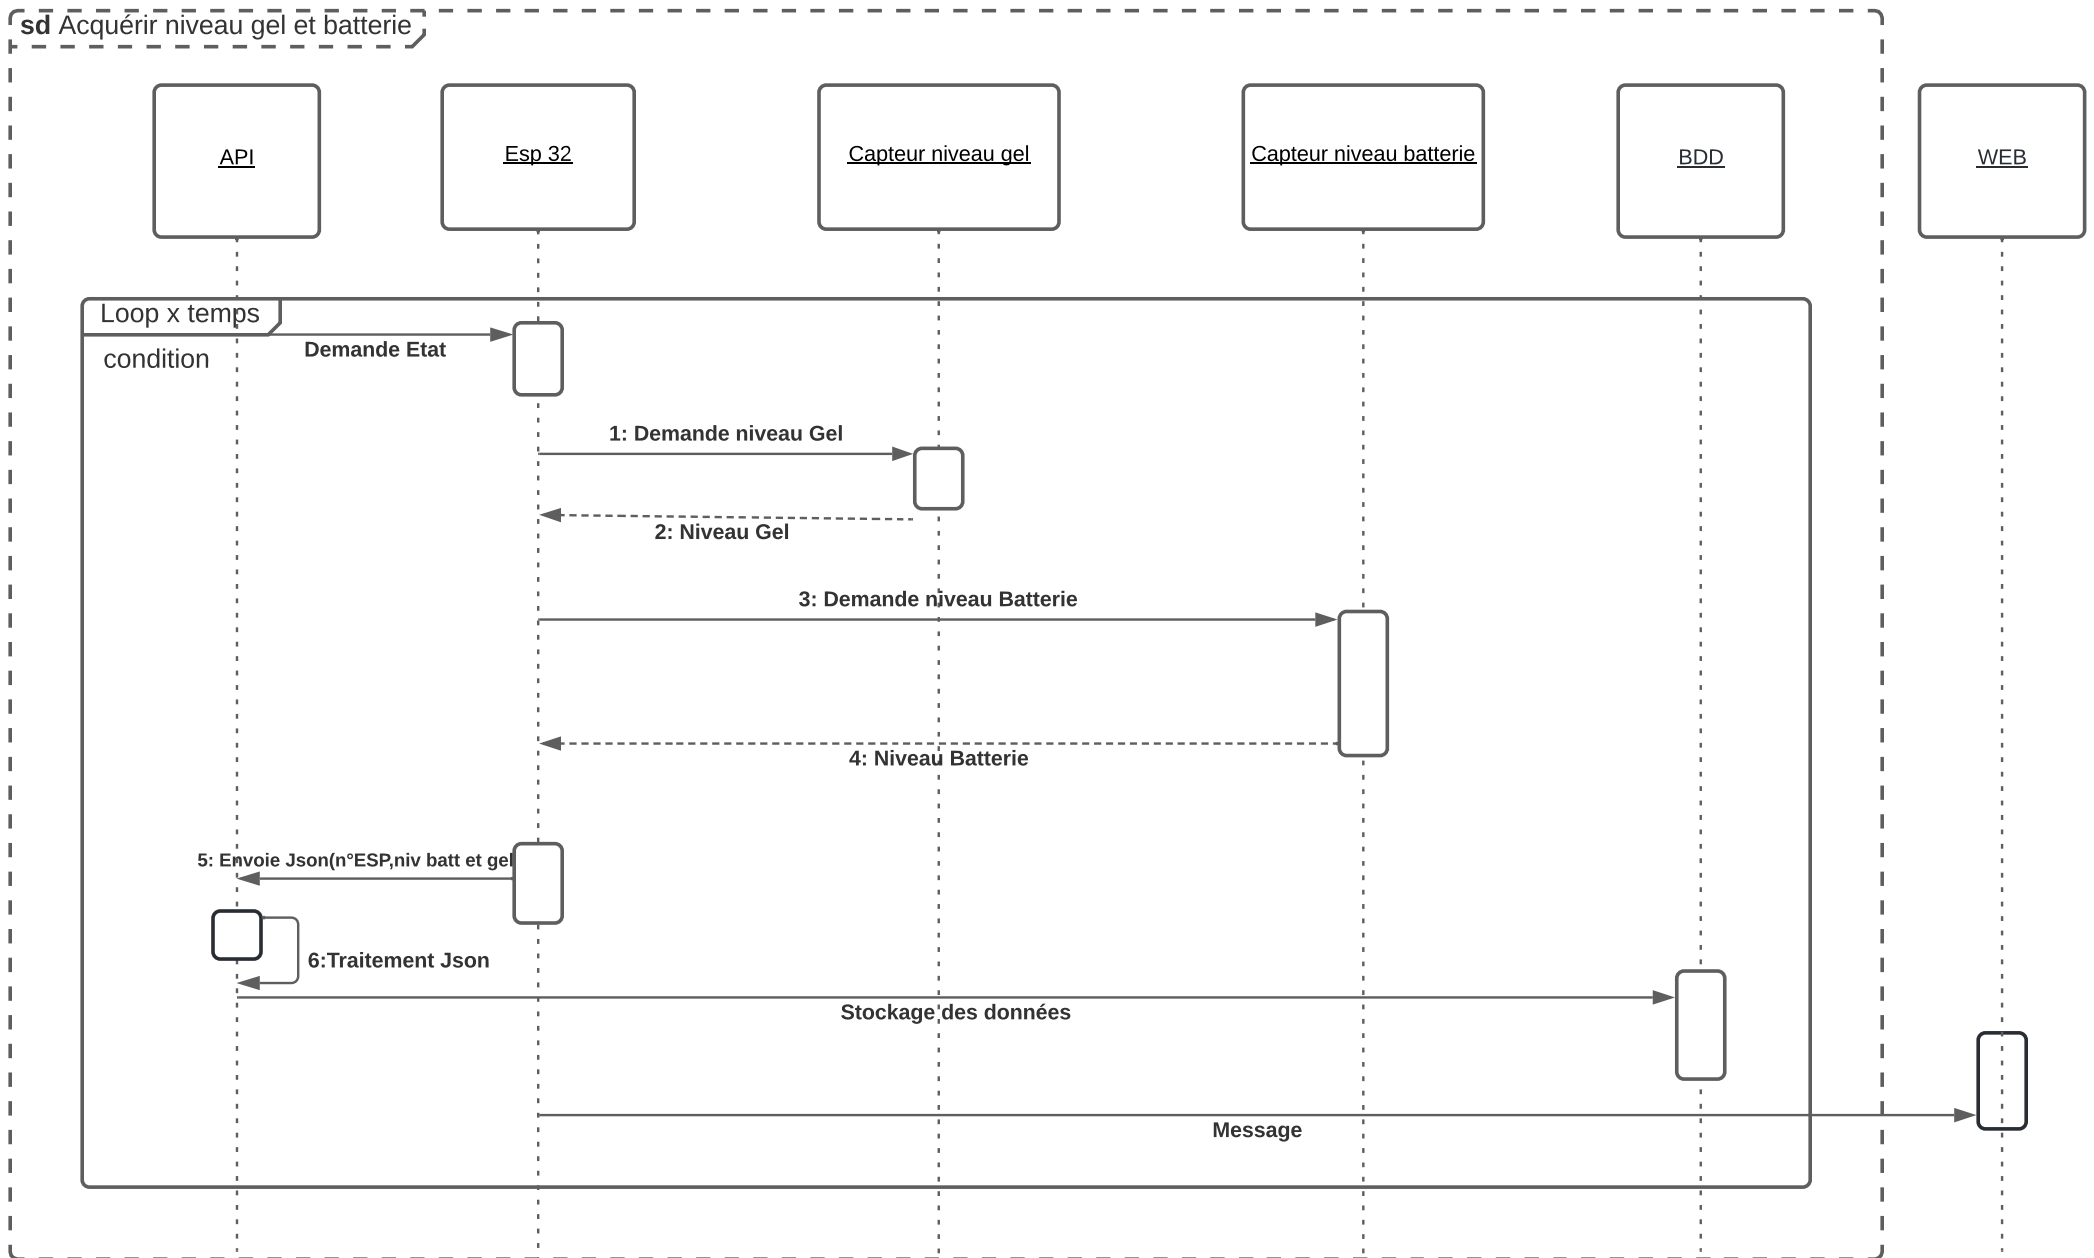 sd Acquérir niveau gel et batterie
API
Esp 32
Capteur niveau gel
Capteur niveau batterie
BDD
WEB
Loop x temps
condition
Demande Etat
1: Demande niveau Gel
2: Niveau Gel
3: Demande niveau Batterie
4: Niveau Batterie
5: Envoie Json(n°ESP,niv batt et gel
6:Traitement Json
Stockage des données
Message